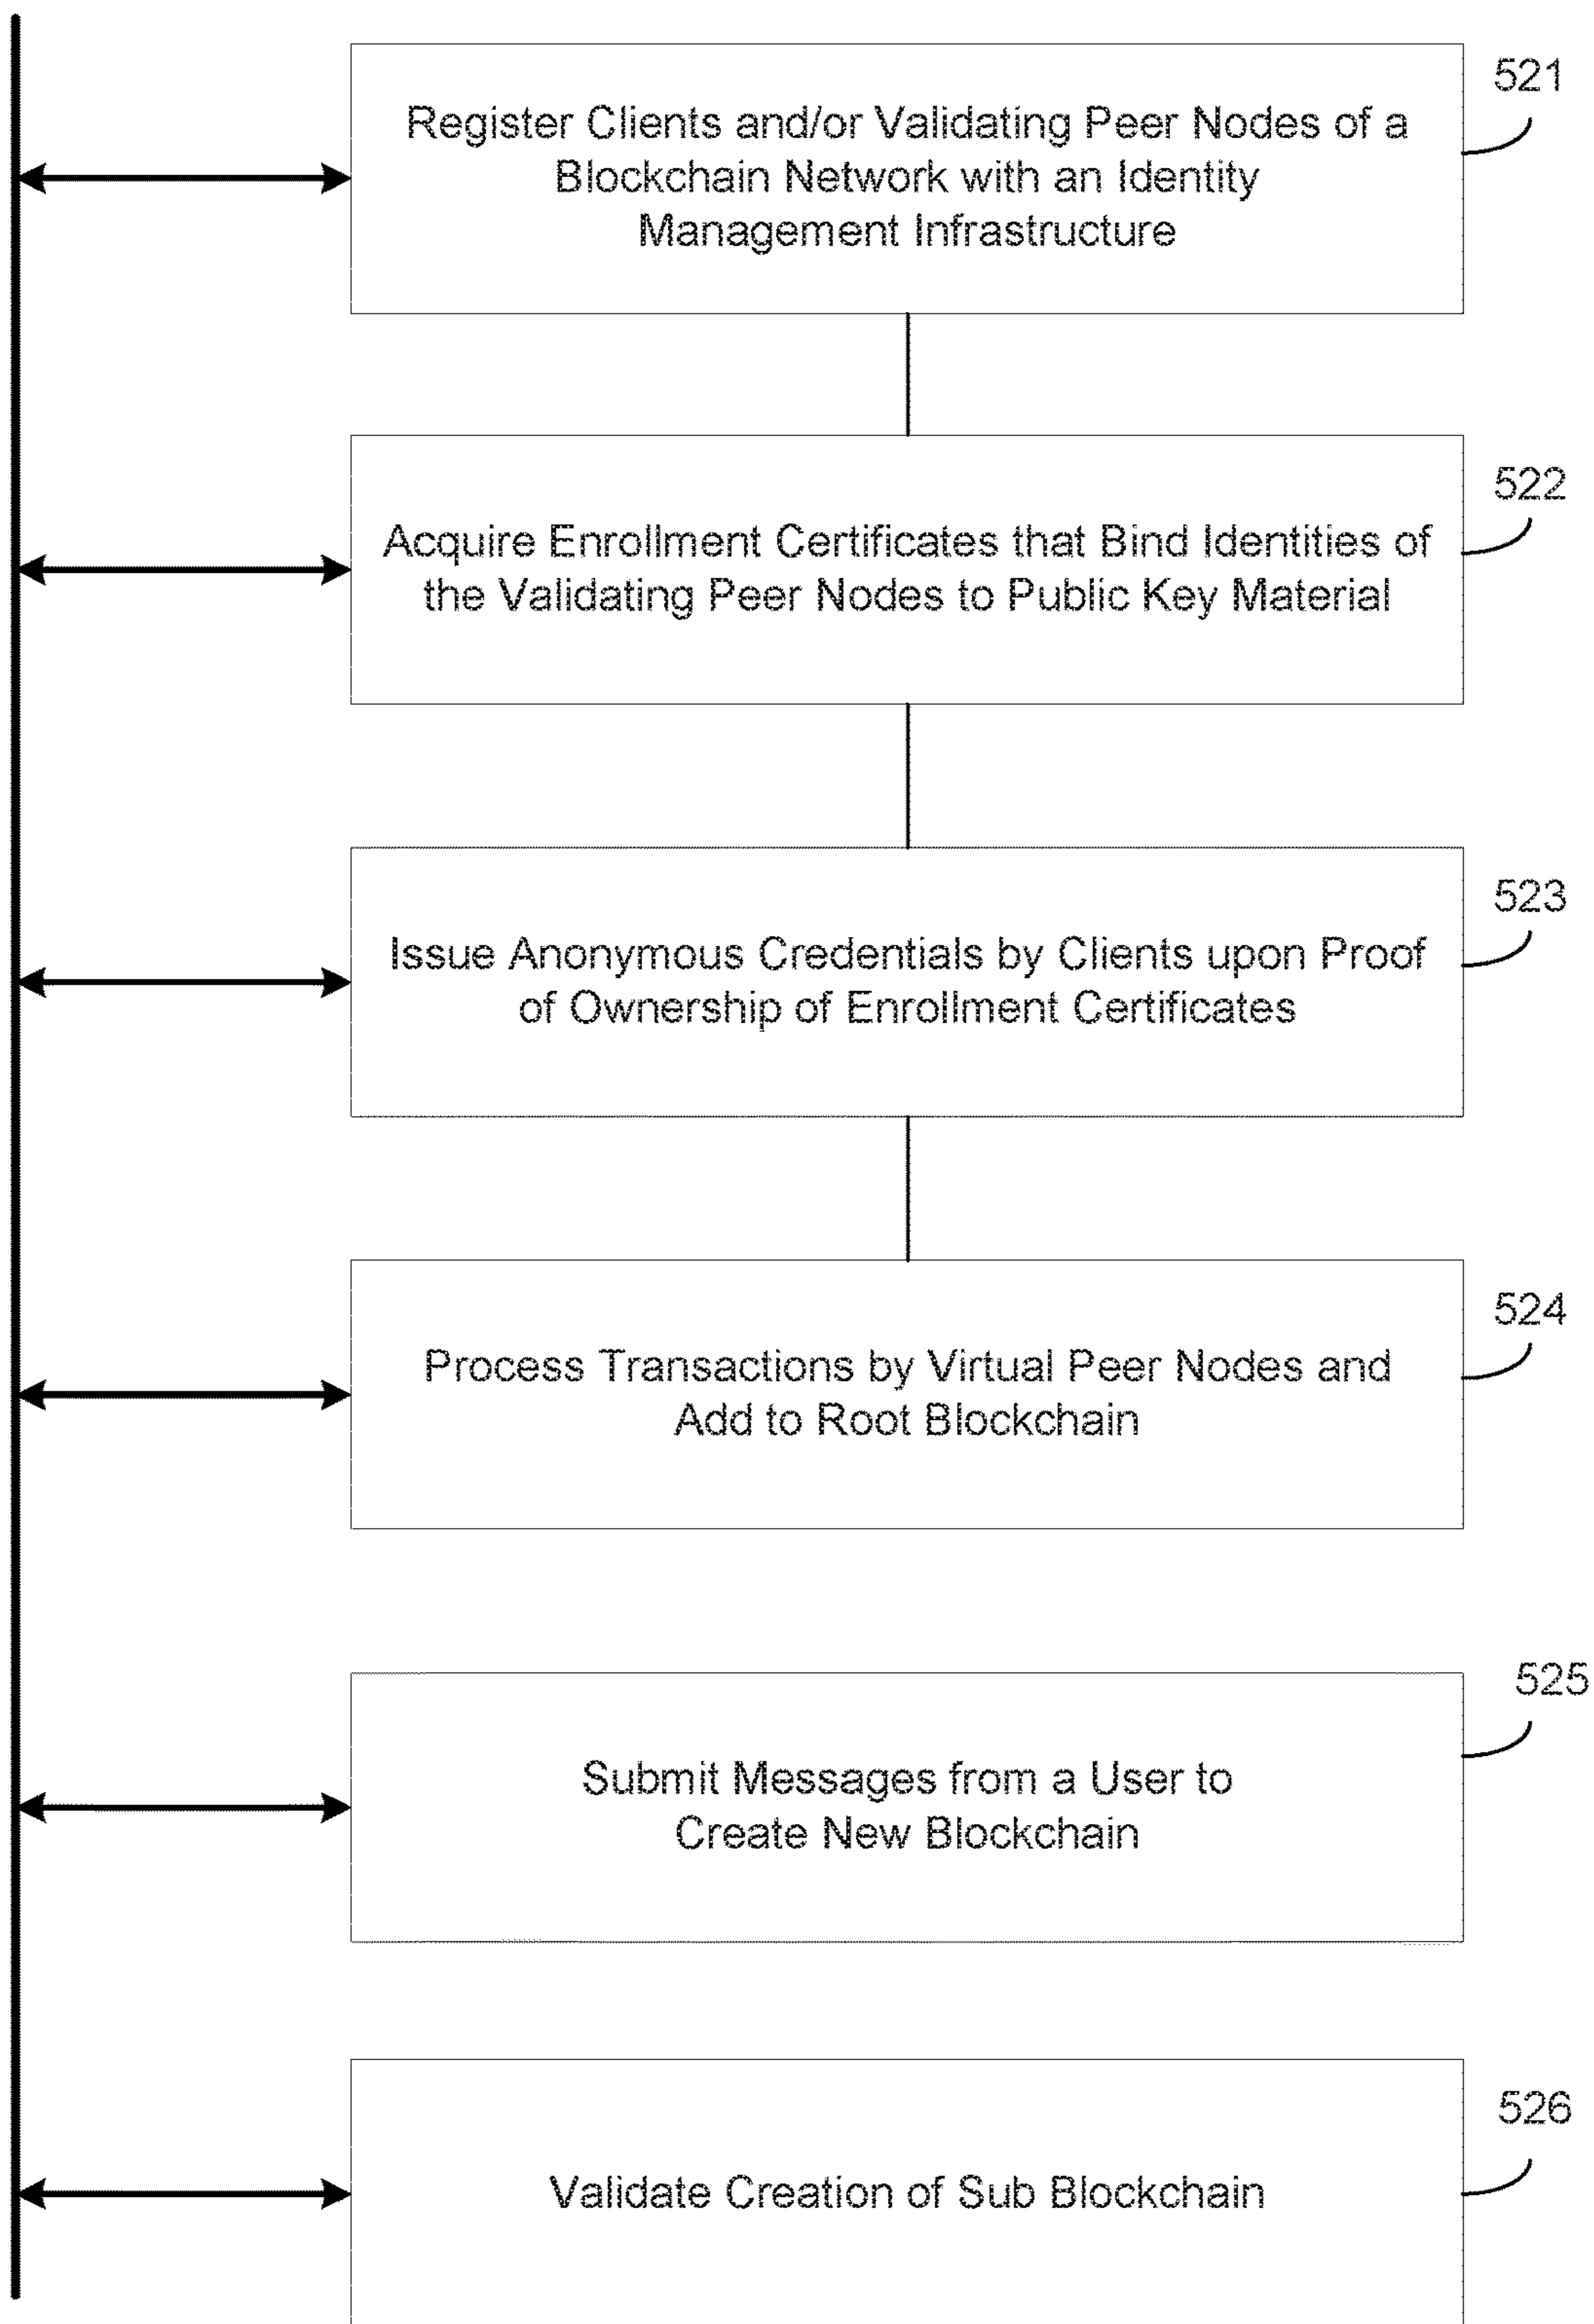 521
Register Clients and/or Validating Peer Nodes of a
Blockchain Network with an Identity
Management Infrastructure
522
Acquire Enrollment Certificates that Bind Identities of
the Validating Peer Nodes to Public Key Material
523
Issue Anonymous Credentials by Clients upon Proof
of Ownership of Enrollment Certificates
524
Process Transactions by Virtual Peer Nodes and
Add to Root Blockchain
525
Submit Messages from a User to
Create New Blockchain
526
Validate Creation of Sub Blockchain